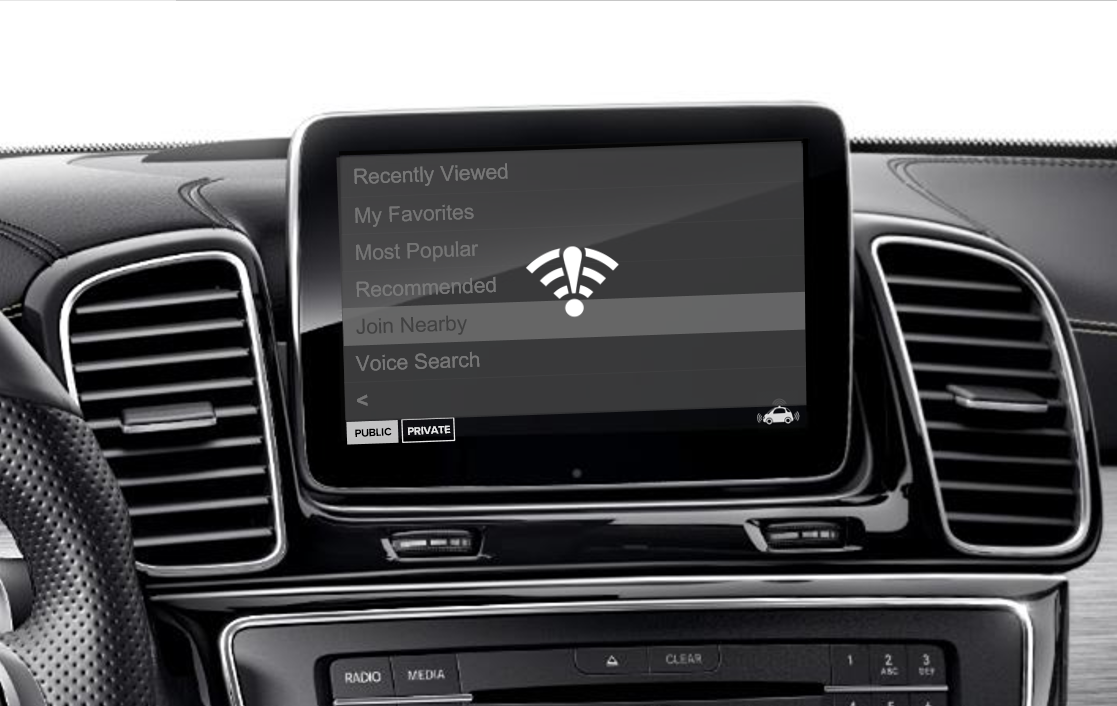 Recently Viewed
My Favorites
Most Popular
Recommended
Join Nearby
Voice Search
<
PUBLIC PRIVATE
RADIO MEDIA CLEAR 1 2 3
ABC DEF